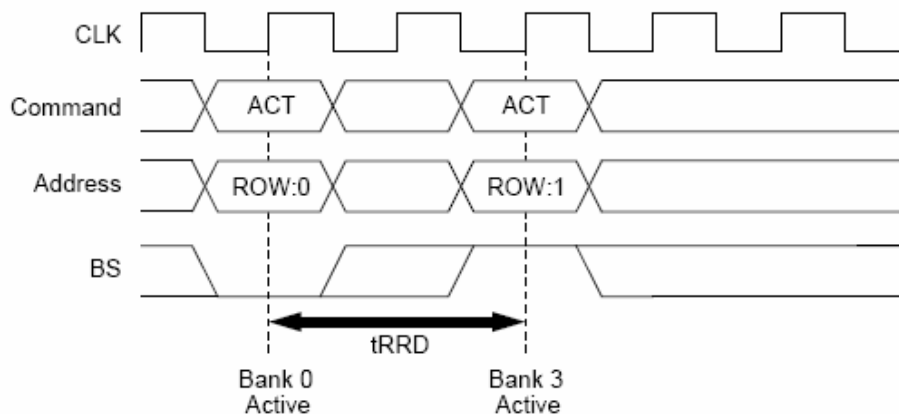 CLK
Command ACT ACT
Address ROW:0 ROW:1
BS
tRRD
Bank 0 Bank 3
Active Active